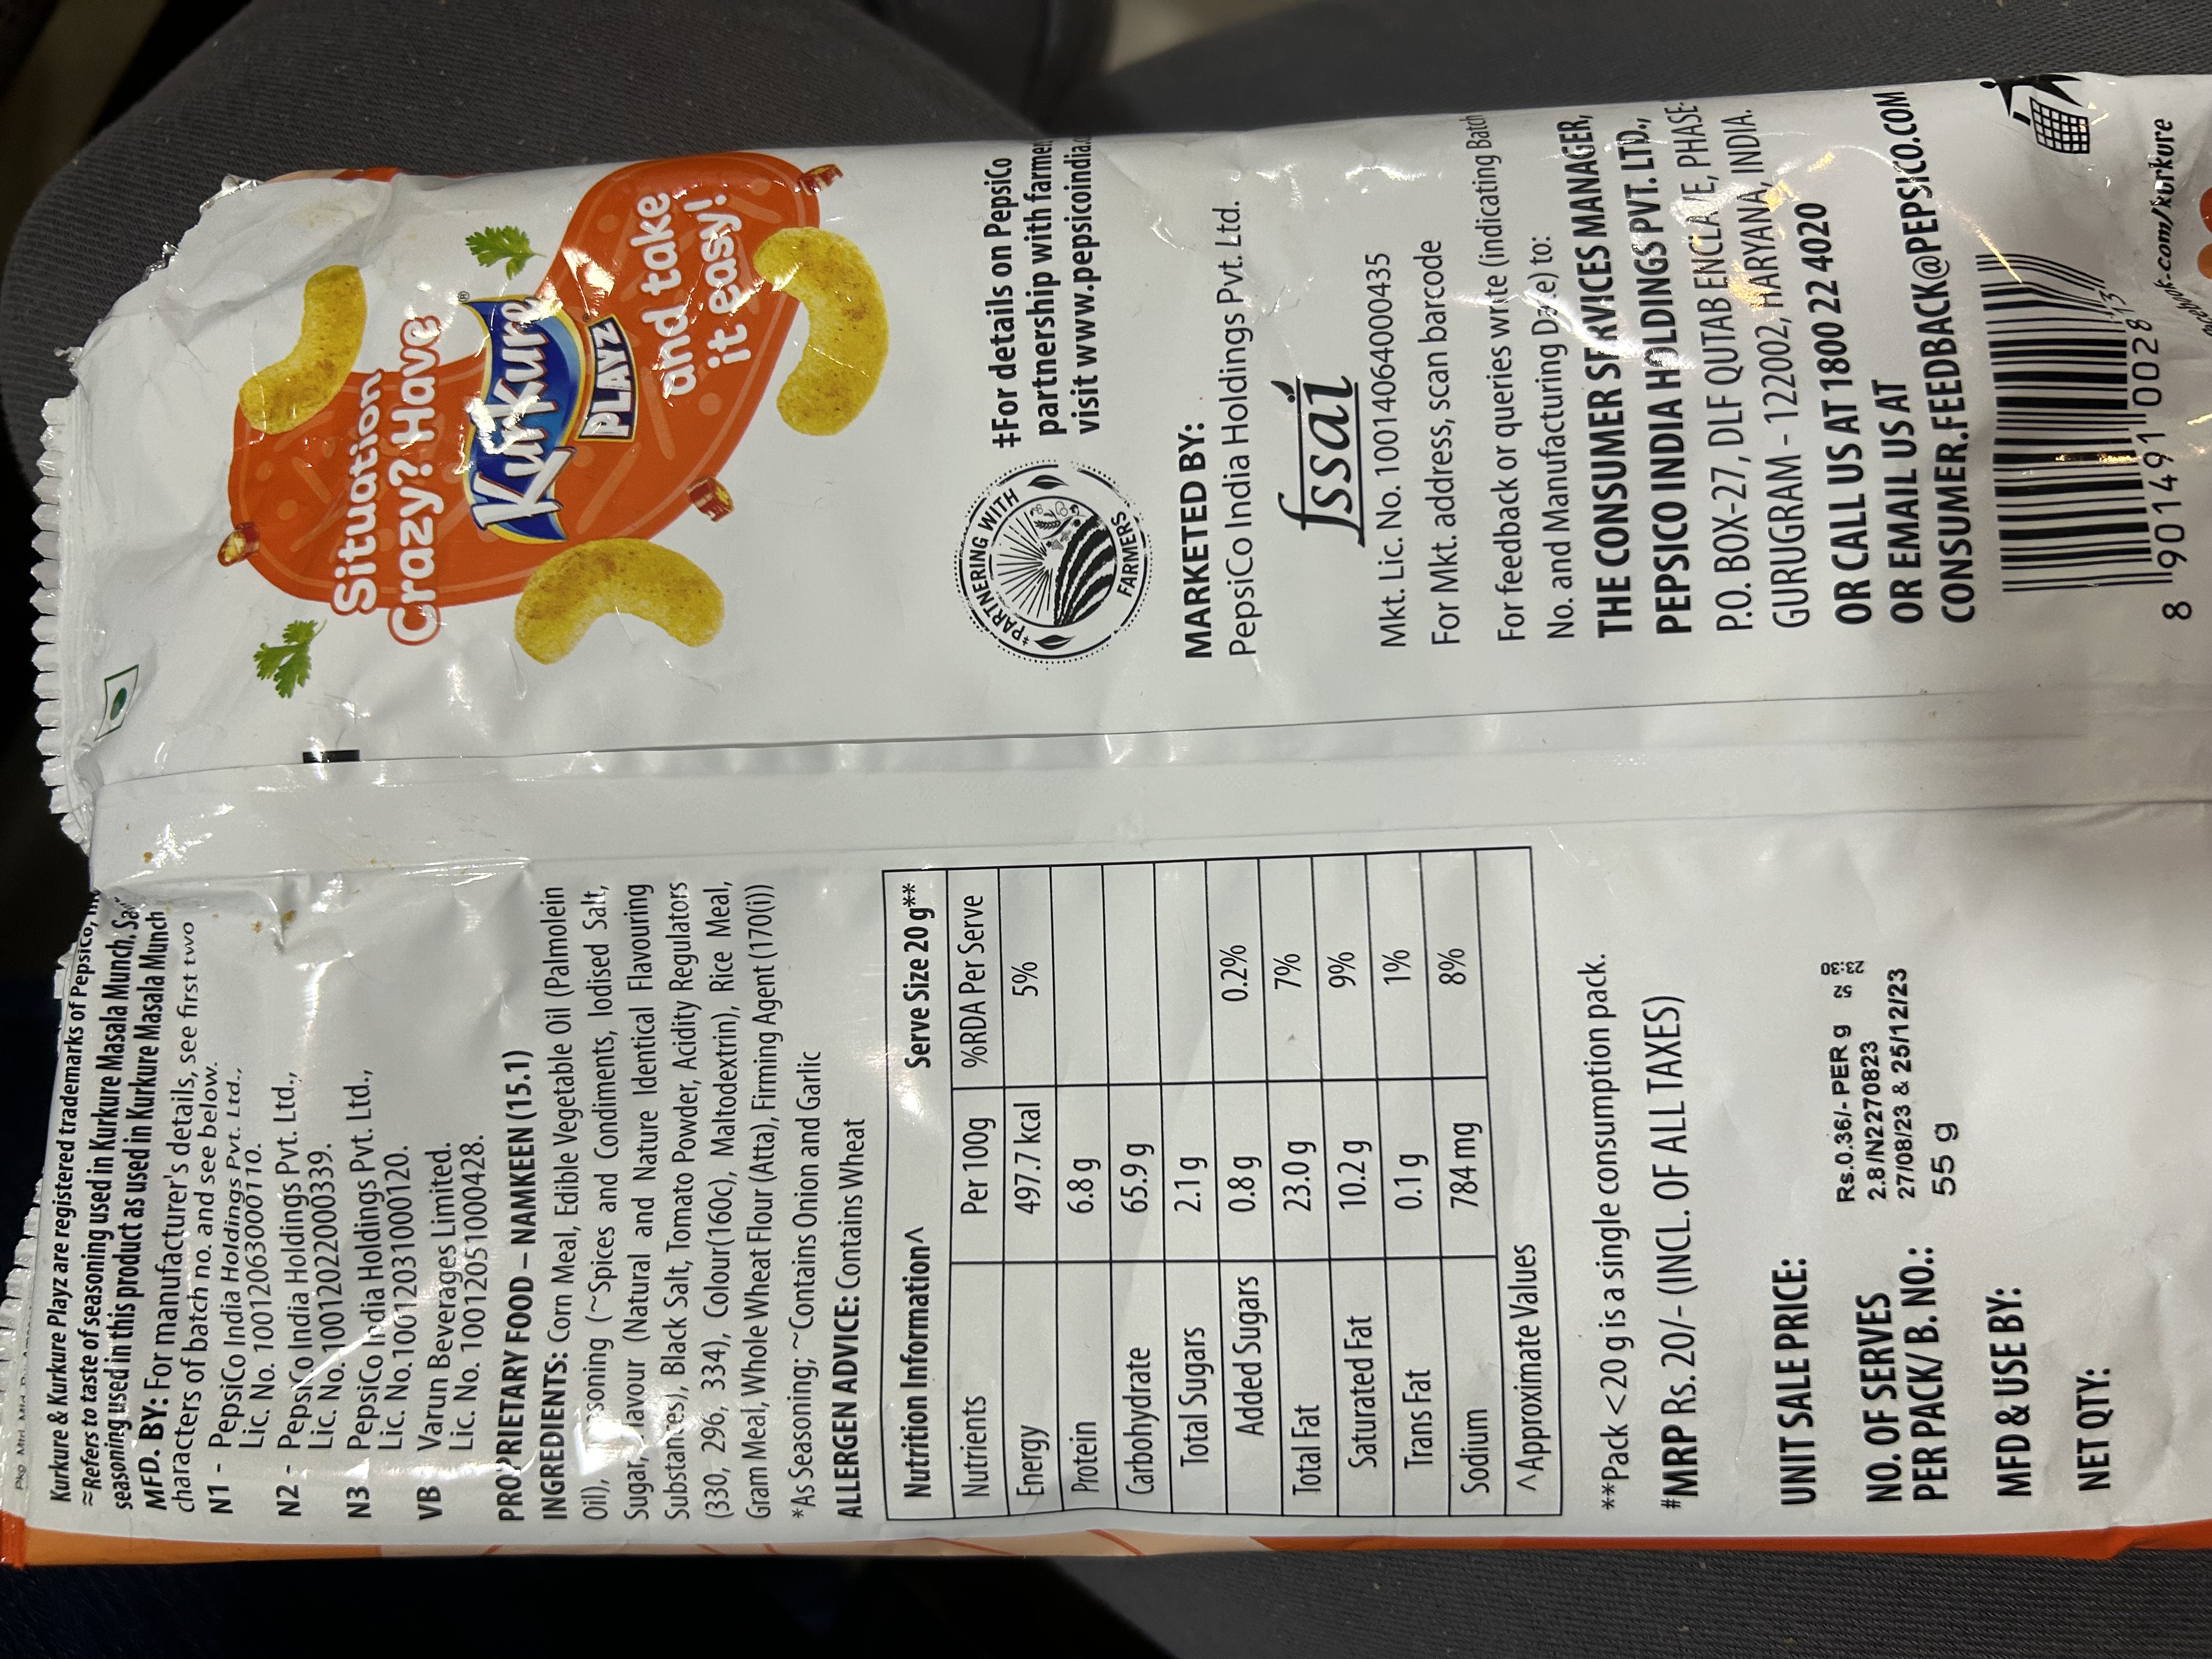 Pkg Mtrl Mfd
Kurkure & Kurkure Playz are registered trademarks of PepsiCo,
≈Refers to taste of seasoning used in Kurkure Masala Munch.
seasoning used in this product as used in Kurkure Masala Munch
MFD. BY: For manufacturer's details, see first two
characters of batch no. and see below.
N1 - PepsiCo India Holdings Pvt. Ltd.,
Lic. No. 10012063000110.
N2 - PepsiCo India Holdings Pvt. Ltd.,
Lic. No. 10012022000339.
N3 PepsiCo India Holdings Pvt. Ltd.,
Lic. No.10012031000120.
VB Varun Beverages Limited.
Lic. No. 10012051000428.
PROPRIETARY FOOD – NAMKEEN (15.1)
INGREDIENTS: Corn Meal, Edible Vegetable Oil (Palmolein
Oil), Seasoning (~Spices and Condiments, Iodised Salt,
Sugar, Flavour (Natural and Nature Identical Flavouring
Substances), Black Salt, Tomato Powder, Acidity Regulators
(330, 296, 334), Colour(160c), Maltodextrin), Rice Meal,
Gram Meal, Whole Wheat Flour (Atta), Firming Agent (170(i))
*As Seasoning; ~Contains Onion and Garlic
ALLERGEN ADVICE: Contains Wheat
Nutrition Information^ Serve Size 20 g**
Nutrients Per 100g %RDA Per Serve
Energy 497.7 kcal 5%
Protein 6.8 g
Carbohydrate 65.9 g
Total Sugars 2.1 g
Added Sugars 0.8 g 0.2%
Total Fat 23.0 g 7%
Saturated Fat 10.2 g 9%
Trans Fat 0.1 g 1%
Sodium 784 mg 8%
^Approximate Values
**Pack <20 g is a single consumption pack.
#MRP Rs. 20/- (INCL. OF ALL TAXES)
UNIT SALE PRICE:
NO. OF SERVES
PER PACK/ B. NO.:
MFD & USE BY:
NET QTY:
Rs.0.36/- PER g 52 23:30
2.8/N2270823
27/08/23 & 25/12/23
55 g
Situation
Crazy? Have
Kurkure®
PLAYZ
and take
it easy!
‡PARTNERING WITH
FARMERS
‡For details on PepsiCo
partnership with
visit www.pepsicoindia.
MARKETED BY:
PepsiCo India Holdings Pvt. Ltd.
fssai
Mkt. Lic. No. 10014064000435
For Mkt. address, scan barcode
For feedback or queries write (indicating Batch
No. and Manufacturing Date) to:
THE CONSUMER SERVICES MANAGER,
PEPSICO INDIA HOLDINGS PVT. LTD.,
P.O. BOX-27, DLF QUTAB ENCLAVE, PHASE-
GURUGRAM - 122002, HARYANA, INDIA.
OR CALL US AT 1800 22 4020
OR EMAIL US AT
CONSUMER.FEEDBACK@PEPSICO.COM
8 901491 002813
facebook.com/kurkure